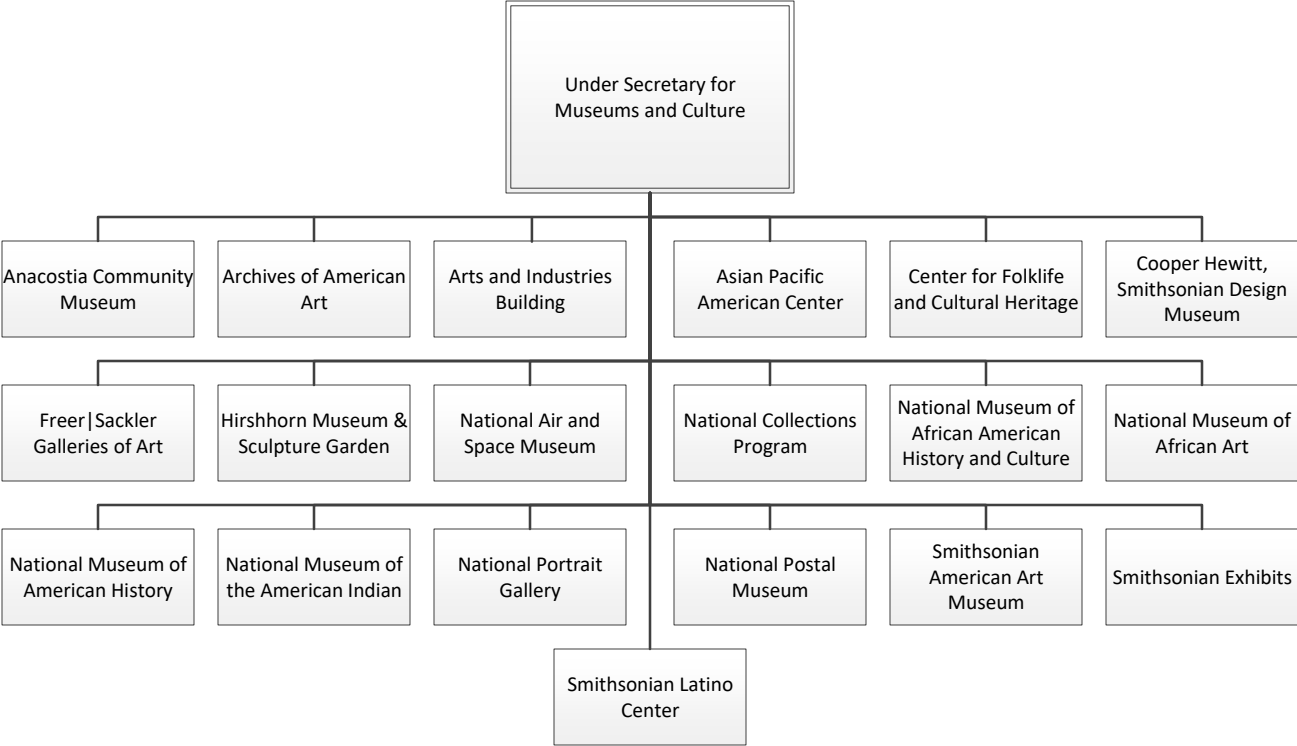 Under Secretary for
Museums and Culture
Anacostia Community
Museum
Archives of American
Art
Arts and Industries
Building
Asian Pacific
American Center
Center for Folklife
and Cultural Heritage
Cooper Hewitt,
Smithsonian Design
Museum
Freer|Sackler
Galleries of Art
Hirshhorn Museum &
Sculpture Garden
National Air and
Space Museum
National Collections
Program
National Museum of
African American
History and Culture
National Museum of
African Art
National Museum of
American History
National Museum of
the American Indian
National Portrait
Gallery
National Postal
Museum
Smithsonian
American Art
Museum
Smithsonian Exhibits
Smithsonian Latino
Center